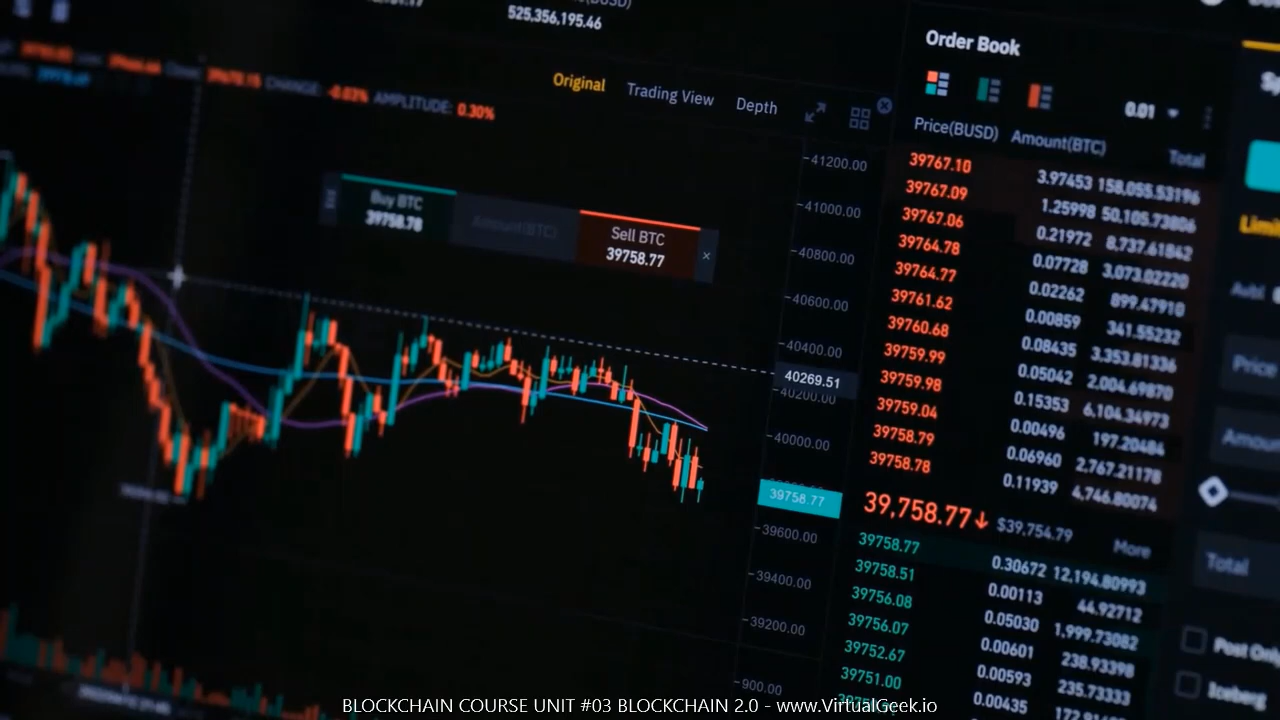 525,356,195.46
CHANGE: -0.03% AMPLITUDE: 0.30%
Original Trading View Depth
Buy BTC
39758.78
Amount(BTC)
Sell BTC
39758.77
41200.00
41000.00
40800.00
40600.00
40400.00
40269.51
40200.00
40000.00
39758.77
39600.00
39400.00
39200.00
900.00
Order Book
0.01
Price(BUSD) Amount(BTC) Total
39767.10 3.97453 158,055.53196
39767.09 1.25998 50,105.73806
39767.06 0.21972 8,737.61842
39764.78 0.07728 3,073.02220
39764.77 0.02262 899.47910
39761.62 0.00859 341.55232
39760.68 0.08435 3,353.81336
39759.99 0.05042 2,004.69870
39759.98 0.15353 6,104.34973
39759.04 0.00496 197.20484
39758.79 0.06960 2,767.21178
39758.78 0.11939 4,746.80074
39,758.77↓ $39,754.79 More
39758.77 0.30672 12,194.80993
39758.51 0.00113 44.92712
39756.08 0.05030 1,999.73082
39756.07 0.00601 238.93398
39752.67 0.00593 235.73333
39751.00 0.00435
Price
Total
Post Only
Iceberg
BLOCKCHAIN COURSE UNIT #03 BLOCKCHAIN 2.0 - www.VirtualGeek.io